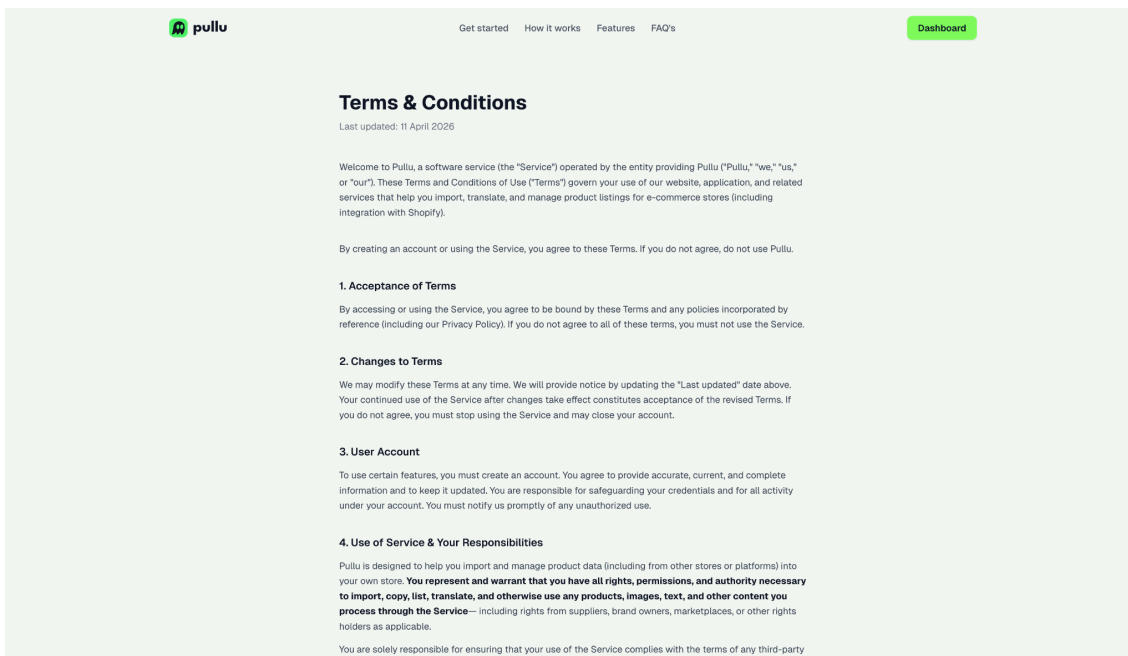 pullu
Get started
How it works
Features
FAQ's
Dashboard
Terms & Conditions
Last updated: 11 April 2026
Welcome to Pullu, a software service (the "Service") operated by the entity providing Pullu ("Pullu," "we," "us,"
or "our"). These Terms and Conditions of Use ("Terms") govern your use of our website, application, and related
services that help you import, translate, and manage product listings for e-commerce stores (including
integration with Shopify).
By creating an account or using the Service, you agree to these Terms. If you do not agree, do not use Pullu.
1. Acceptance of Terms
By accessing or using the Service, you agree to be bound by these Terms and any policies incorporated by
reference (including our Privacy Policy). If you do not agree to all of these terms, you must not use the Service.
2. Changes to Terms
We may modify these Terms at any time. We will provide notice by updating the "Last updated" date above.
Your continued use of the Service after changes take effect constitutes acceptance of the revised Terms. If
you do not agree, you must stop using the Service and may close your account.
3. User Account
To use certain features, you must create an account. You agree to provide accurate, current, and complete
information and to keep it updated. You are responsible for safeguarding your credentials and for all activity
under your account. You must notify us promptly of any unauthorized use.
4. Use of Service & Your Responsibilities
Pullu is designed to help you import and manage product data (including from other stores or platforms) into
your own store. You represent and warrant that you have all rights, permissions, and authority necessary
to import, copy, list, translate, and otherwise use any products, images, text, and other content you
process through the Service— including rights from suppliers, brand owners, marketplaces, or other rights
holders as applicable.
You are solely responsible for ensuring that your use of the Service complies with the terms of any third-party